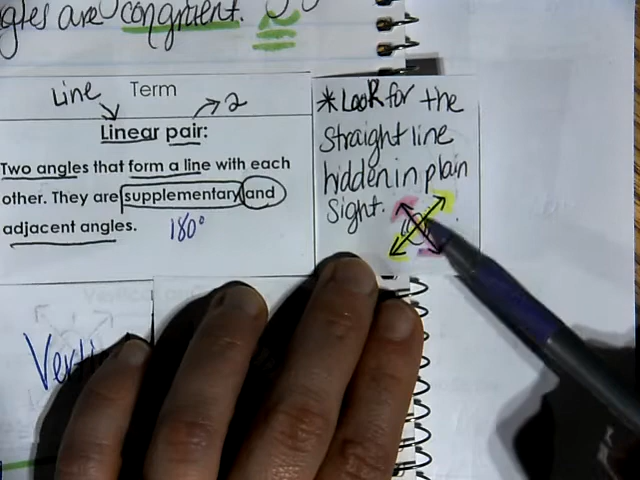 gles are congruent.
Line
Term
2
Linear pair:
Two angles that form a line with each
other. They are supplementary and
adjacent angles.
180°
*Look for the
straight line
hidden in plain
sight.